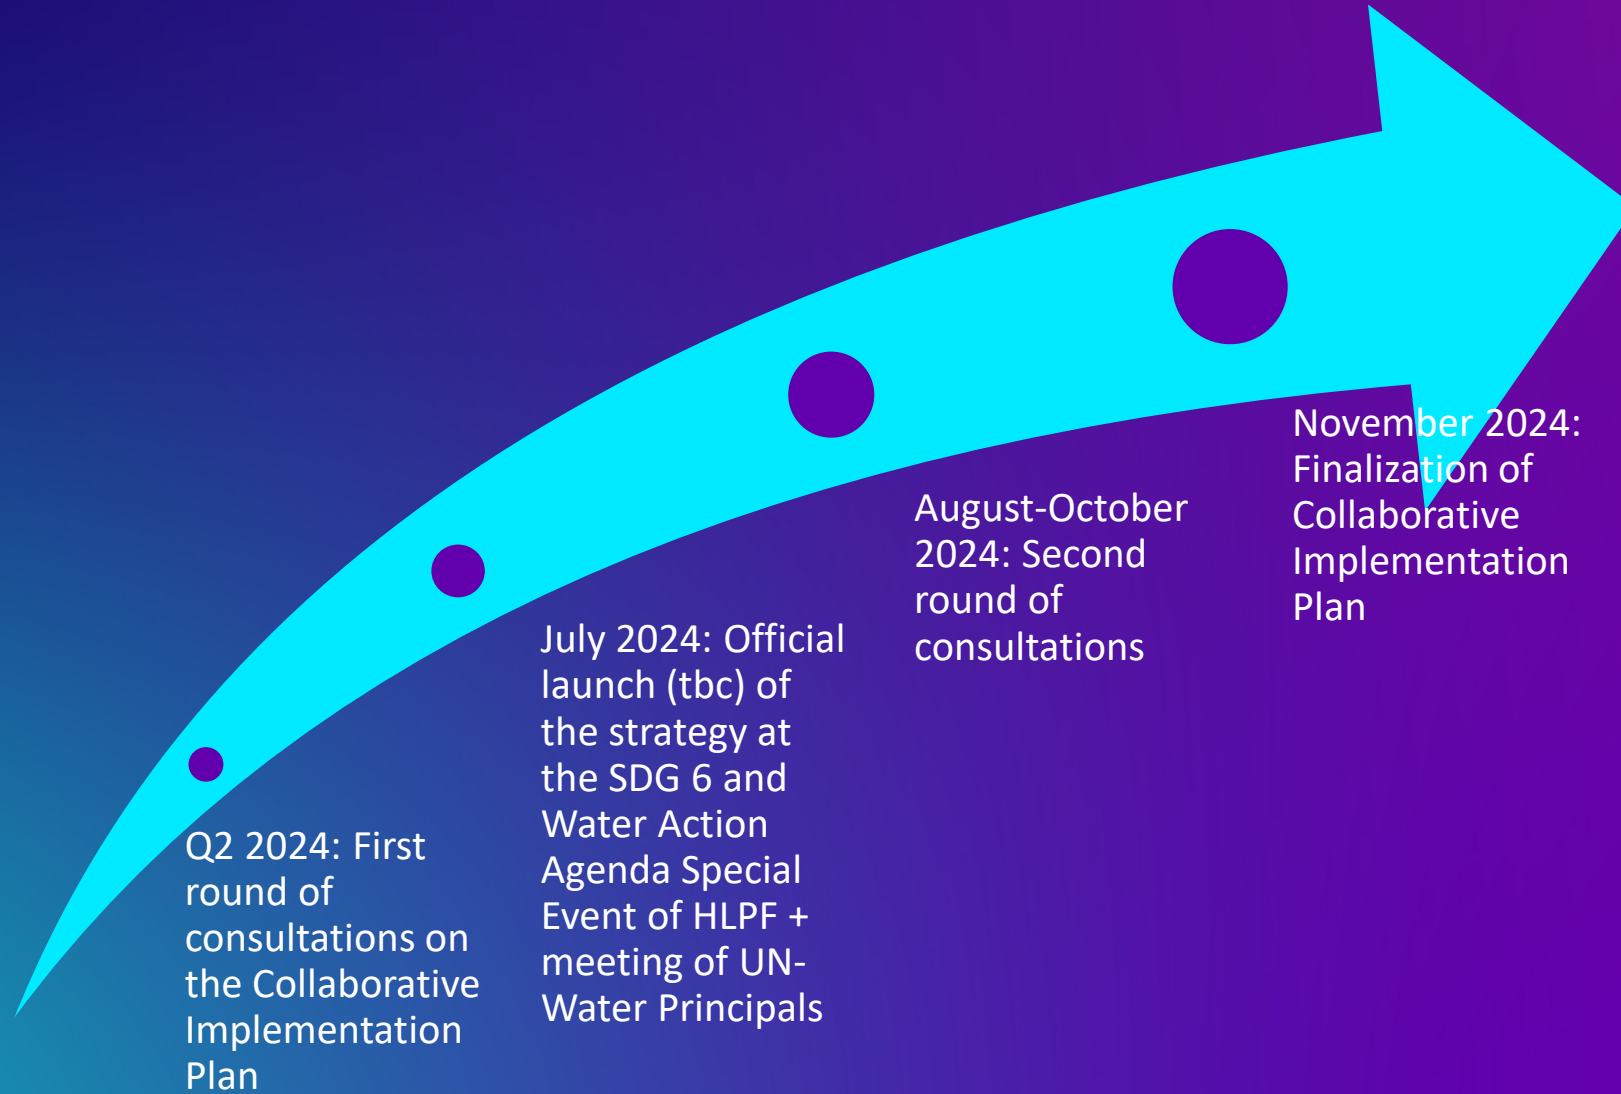 Q2 2024: First
round of
consultations on
the Collaborative
Implementation
Plan
July 2024: Official
launch (tbc) of
the strategy at
the SDG 6 and
Water Action
Agenda Special
Event of HLPF +
meeting of UN-
Water Principals
August-October
2024: Second
round of
consultations
November 2024:
Finalization of
Collaborative
Implementation
Plan